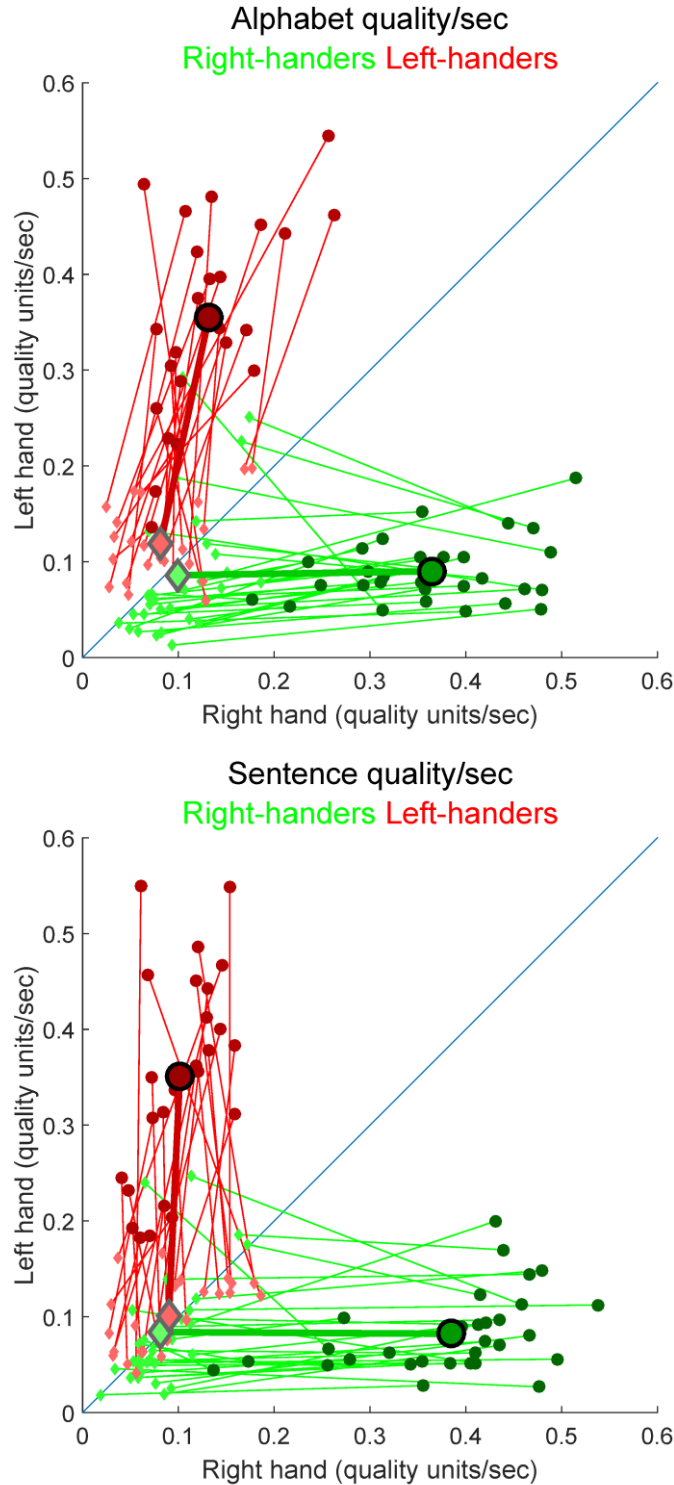 Alphabet quality/sec
Right-handers Left-handers
0.6
0.5
0.4
0.3
0.2
0.1
0
Left hand (quality units/sec)
0 0.1 0.2 0.3 0.4 0.5 0.6
Right hand (quality units/sec)
Sentence quality/sec
Right-handers Left-handers
0.6
0.5
0.4
0.3
0.2
0.1
0
Left hand (quality units/sec)
0 0.1 0.2 0.3 0.4 0.5 0.6
Right hand (quality units/sec)